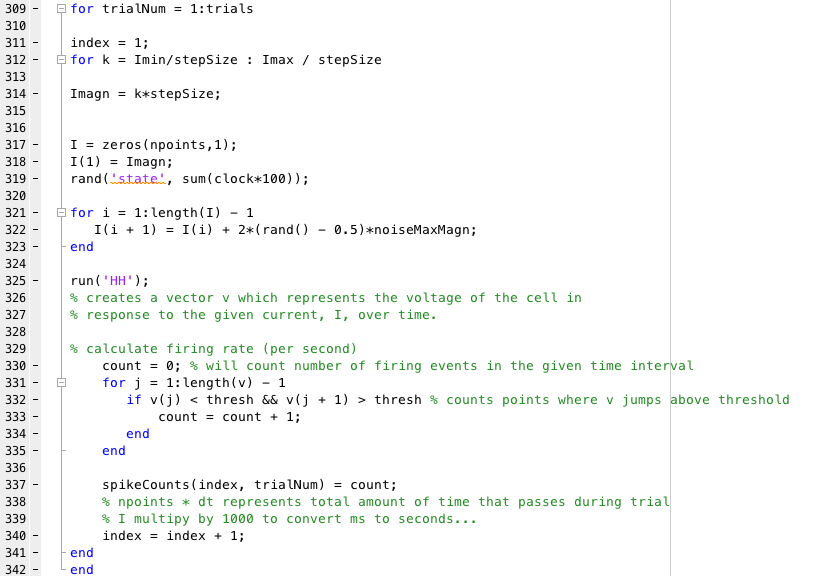 309 - for trialNum = 1:trials
310
311 - index = 1;
312 - for k = Imin/stepSize : Imax / stepSize
313
314 - Imagn = k*stepSize;
315
316
317 - I = zeros(npoints,1);
318 - I(1) = Imagn;
319 - rand('state', sum(clock*100));
320
321 - for i = 1:length(I) - 1
322 - I(i + 1) = I(i) + 2*(rand() - 0.5)*noiseMaxMagn;
323 - end
324
325 - run('HH');
326 % creates a vector v which represents the voltage of the cell in
327 % response to the given current, I, over time.
328
329 % calculate firing rate (per second)
330 - count = 0; % will count number of firing events in the given time interval
331 - for j = 1:length(v) - 1
332 - if v(j) < thresh && v(j + 1) > thresh % counts points where v jumps above threshold
333 - count = count + 1;
334 - end
335 - end
336
337 - spikeCounts(index, trialNum) = count;
338 % npoints * dt represents total amount of time that passes during trial
339 % I multipy by 1000 to convert ms to seconds...
340 - index = index + 1;
341 - end
342 - end